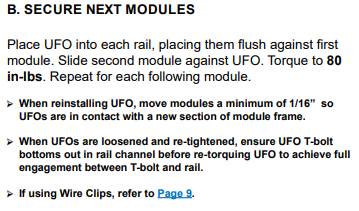 B. SECURE NEXT MODULES
Place UFO into each rail, placing them flush against first
module. Slide second module against UFO. Torque to 80
in-lbs. Repeat for each following module.
➢ When reinstalling UFO, move modules a minimum of 1/16” so
UFOs are in contact with a new section of module frame.
➢ When UFOs are loosened and re-tightened, ensure UFO T-bolt
bottoms out in rail channel before re-torquing UFO to achieve full
engagement between T-bolt and rail.
➢ If using Wire Clips, refer to Page 9.